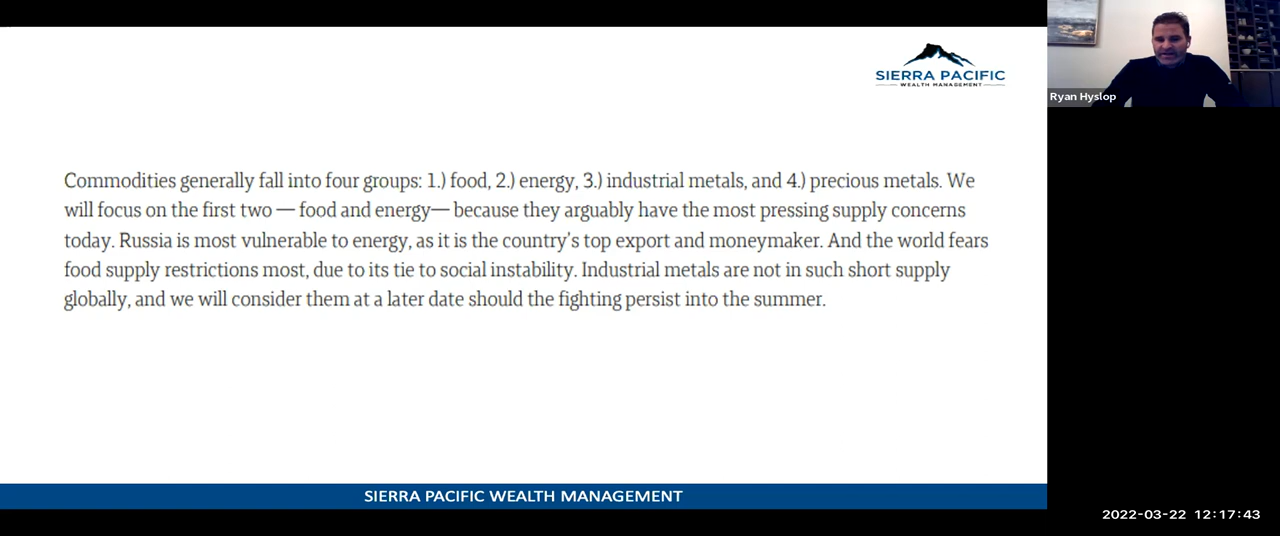 SIERRA PACIFIC
WEALTH MANAGEMENT
Ryan Hyslop
Commodities generally fall into four groups: 1.) food, 2.) energy, 3.) industrial metals, and 4.) precious metals. We
will focus on the first two — food and energy— because they arguably have the most pressing supply concerns
today. Russia is most vulnerable to energy, as it is the country's top export and moneymaker. And the world fears
food supply restrictions most, due to its tie to social instability. Industrial metals are not in such short supply
globally, and we will consider them at a later date should the fighting persist into the summer.
SIERRA PACIFIC WEALTH MANAGEMENT
2022-03-22 12:17:43